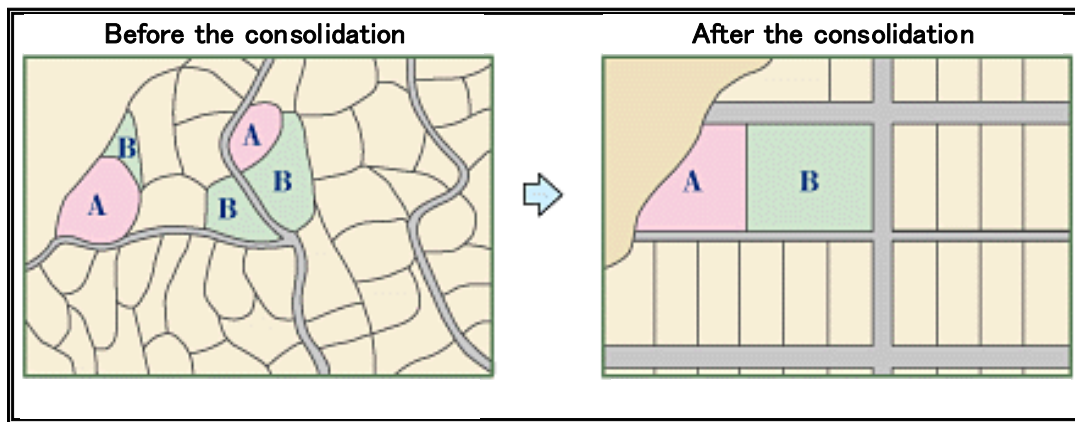 Before the consolidation
After the consolidation
B
A
A
B
B
A
B